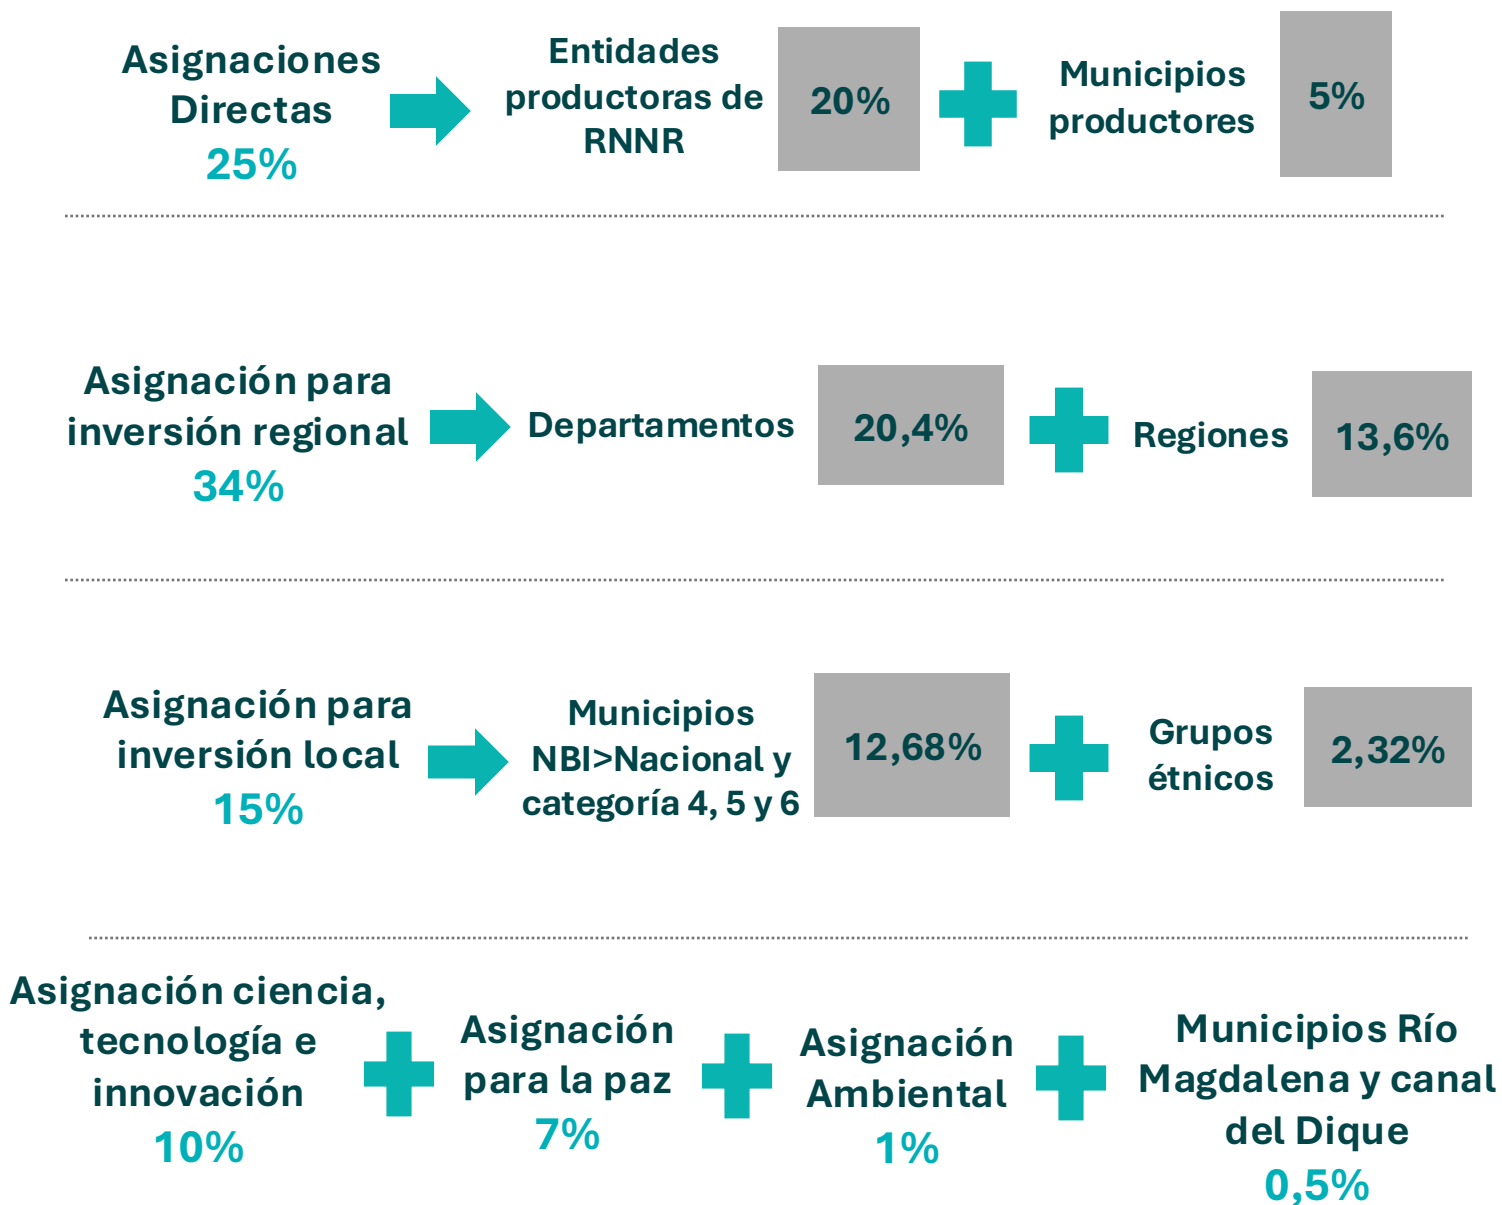 Asignaciones
Directas
25%
Entidades
productoras de
RNNR
20%
Municipios
productores
5%
Asignación para
inversión regional
34%
Departamentos
20,4%
Regiones
13,6%
Asignación para
inversión local
15%
Municipios
NBI>Nacional y
categoría 4, 5 y 6
12,68%
Grupos
étnicos
2,32%
Asignación ciencia,
tecnología e
innovación
10%
Asignación
para la paz
7%
Asignación
Ambiental
1%
Municipios Río
Magdalena y canal
del Dique
0,5%